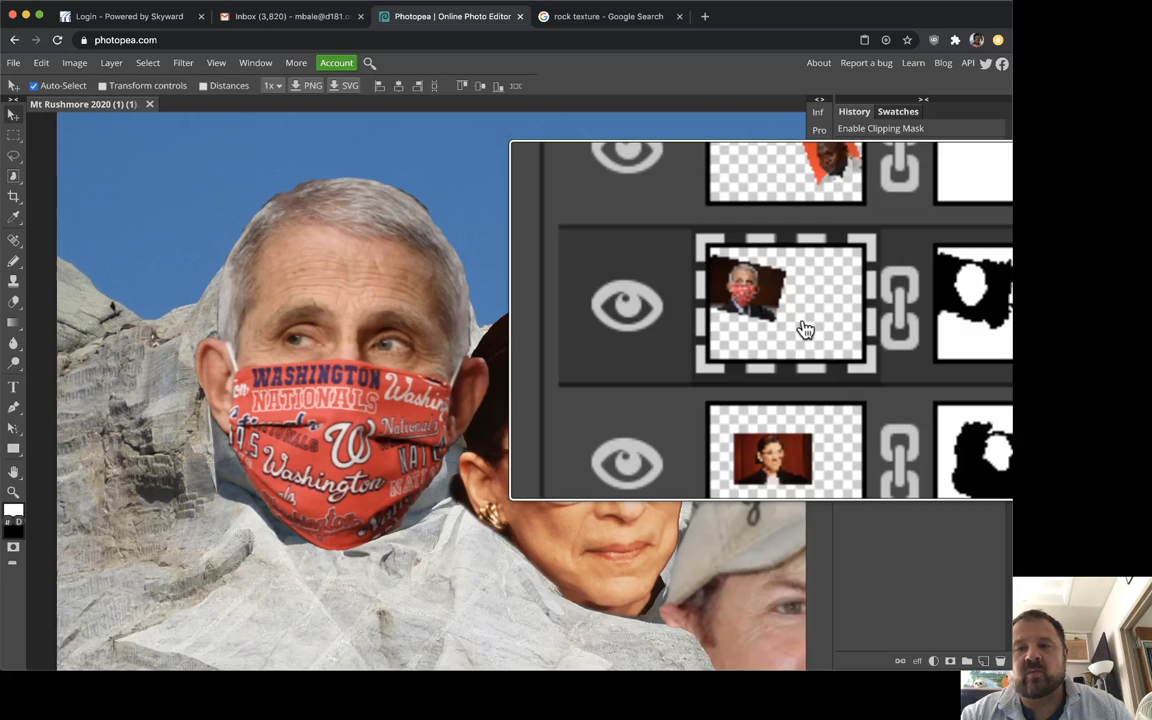 Login - Powered by Skyward
Inbox (3,820) - mbale@d181.o
Photopea | Online Photo Editor
rock texture - Google Search
photopea.com
File Edit Image Layer Select Filter View Window More Account
About Report a bug Learn Blog API
Auto-Select Transform controls Distances 1x PNG SVG
Mt Rushmore 2020 (1) (1)
Inf
History Swatches
Pro
Enable Clipping Mask
WASHINGTON
NATIONALS
Washing
Nationals
W
Washington
NATI
D